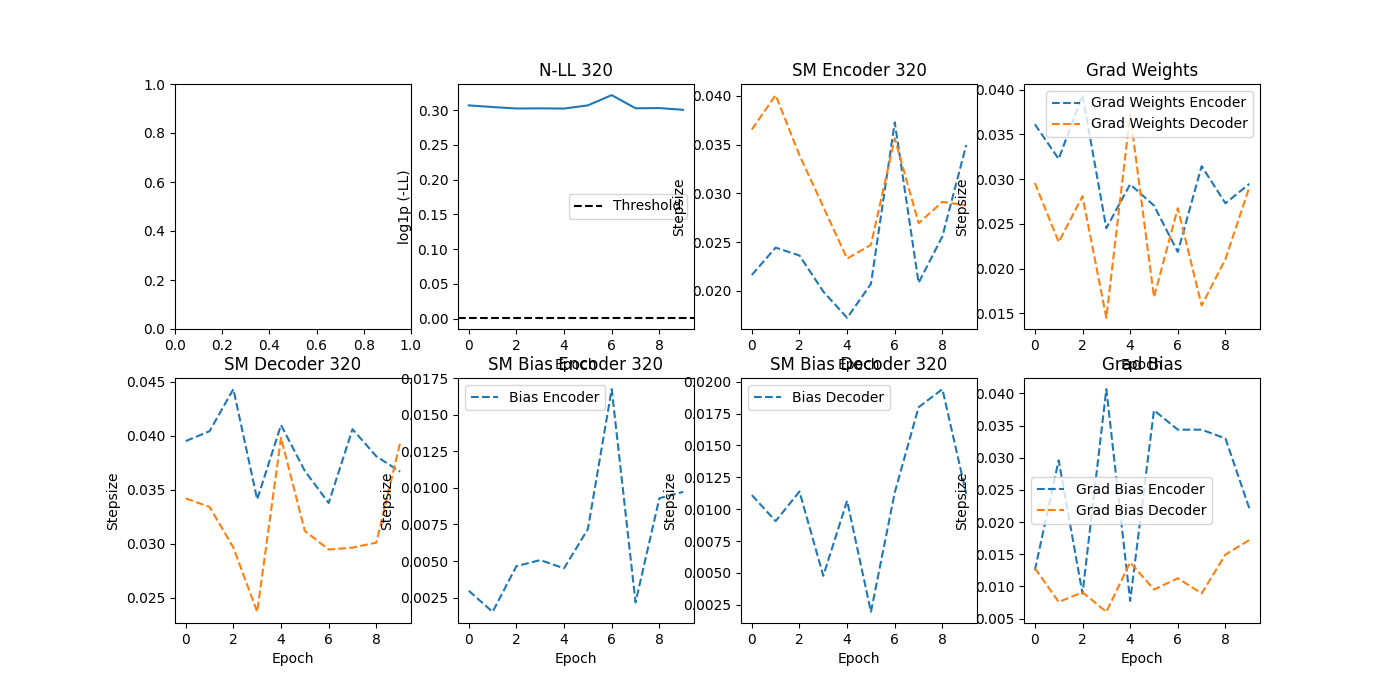 N-LL 320
SM Encoder 320
Grad Weights
1.0
0.8
0.6
0.4
0.2
0.0
0.0 0.2 0.4 0.6 0.8 1.0
log1p (-LL)
0.30
0.25
0.20
0.15
0.10
0.05
0.00
Threshold
0 2 4 6 8
Epoch
Stepsize
0.040
0.035
0.030
0.025
0.020
0 2 4 6 8
Epoch
Stepsize
0.040
0.035
0.030
0.025
0.020
0.015
Grad Weights Encoder
Grad Weights Decoder
0 2 4 6 8
Epoch
SM Decoder 320
SM Bias Encoder 320
SM Bias Decoder 320
Grad Bias
Stepsize
0.045
0.040
0.035
0.030
0.025
0 2 4 6 8
Epoch
Stepsize
0.0175
0.0150
0.0125
0.0100
0.0075
0.0050
0.0025
Bias Encoder
0 2 4 6 8
Epoch
Stepsize
0.0200
0.0175
0.0150
0.0125
0.0100
0.0075
0.0050
0.0025
Bias Decoder
0 2 4 6 8
Epoch
Stepsize
0.040
0.035
0.030
0.025
0.020
0.015
0.010
0.005
Grad Bias Encoder
Grad Bias Decoder
0 2 4 6 8
Epoch